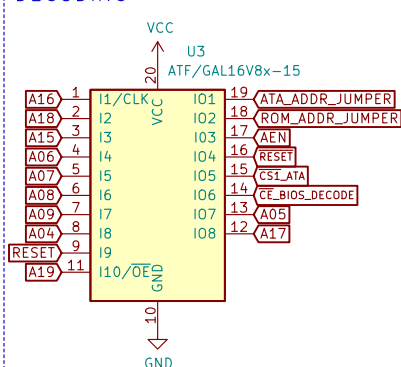 VCC
U3
ATF/GAL16V8x-15
20
A16 1 I1/CLK VCC IO1 19 ATA_ADDR_JUMPER
A18 2 I2 IO2 18 ROM_ADDR_JUMPER
A15 3 I3 IO3 17 AEN
A06 4 I4 IO4 16 RESET
A07 5 I5 IO5 15 CS1_ATA
A08 6 I6 IO6 14 CE_BIOS_DECODE
A09 7 I7 IO7 13 A05
A04 8 I8 IO8 12 A17
RESET 9 I9
A19 11 I10/OE GND
10
GND